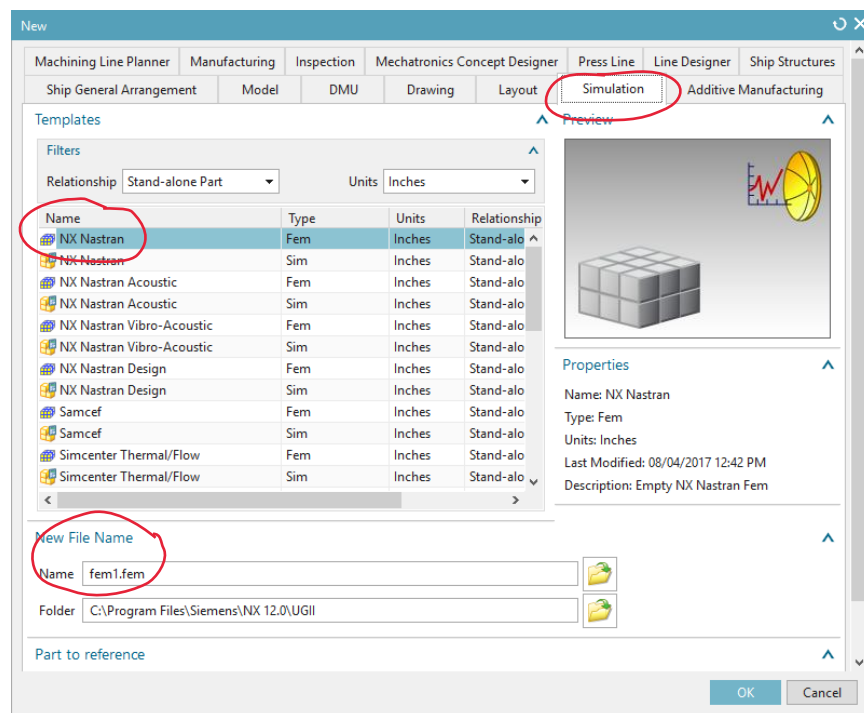 New
Machining Line Planner Manufacturing Inspection Mechatronics Concept Designer Press Line Line Designer Ship Structures
Ship General Arrangement Model DMU Drawing Layout Simulation Additive Manufacturing
Templates
Filters
Relationship Stand-alone Part Units Inches
Name Type Units Relationship
NX Nastran Fem Inches Stand-alo
NX Nastran Sim Inches Stand-alo
NX Nastran Acoustic Fem Inches Stand-alo
NX Nastran Acoustic Sim Inches Stand-alo
NX Nastran Vibro-Acoustic Fem Inches Stand-alo
NX Nastran Vibro-Acoustic Sim Inches Stand-alo
NX Nastran Design Fem Inches Stand-alo
NX Nastran Design Sim Inches Stand-alo
Samcef Fem Inches Stand-alo
Samcef Sim Inches Stand-alo
Simcenter Thermal/Flow Fem Inches Stand-alo
Simcenter Thermal/Flow Sim Inches Stand-alo
Preview
Properties
Name: NX Nastran
Type: Fem
Units: Inches
Last Modified: 08/04/2017 12:42 PM
Description: Empty NX Nastran Fem
New File Name
Name fem1.fem
Folder C:\Program Files\Siemens\NX 12.0\UGII
Part to reference
OK Cancel